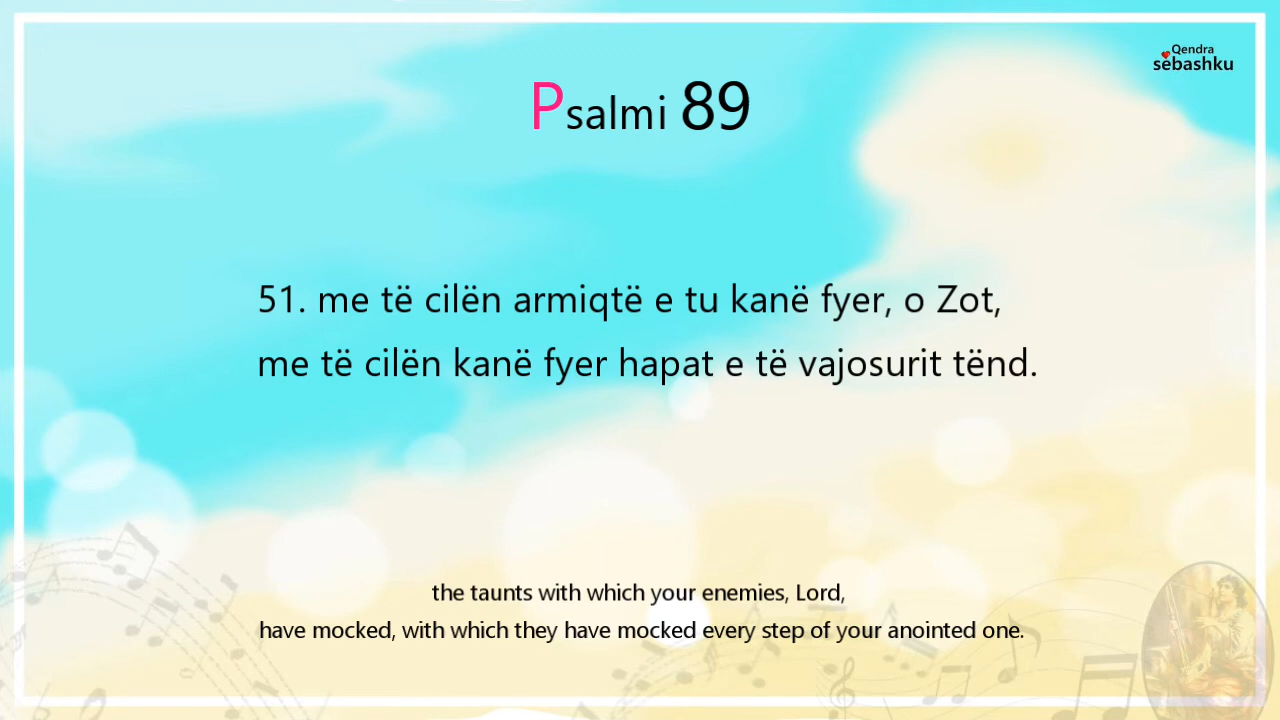 Qendra
sëbashku
Psalmi 89
51. me të cilën armiqtë e tu kanë fyer, o Zot,
me të cilën kanë fyer hapat e të vajosurit tënd.
the taunts with which your enemies, Lord,
have mocked, with which they have mocked every step of your anointed one.